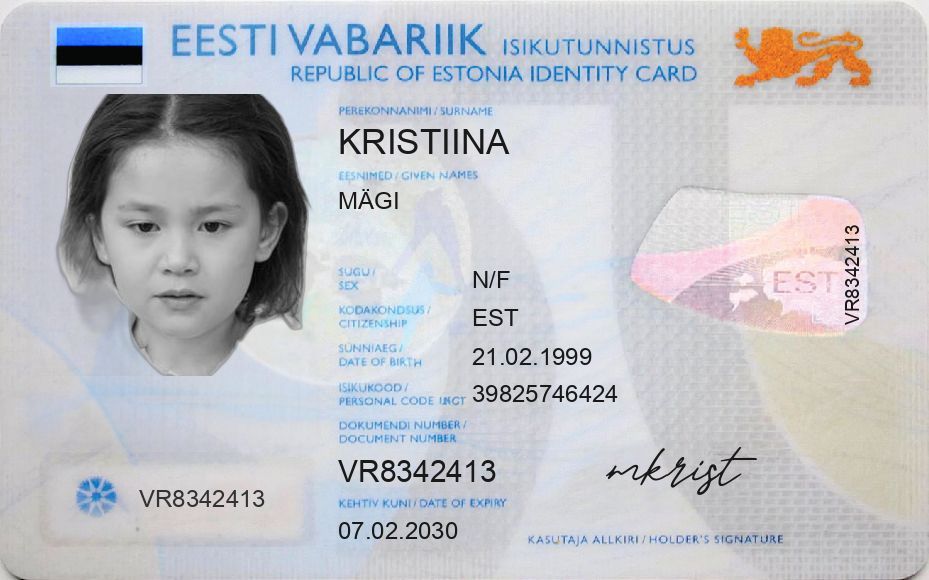 EESTI VABARIIK ISIKUTUNNISTUS
REPUBLIC OF ESTONIA IDENTITY CARD
PEREKONNANIMI / SURNAME
KRISTIINA
EESNIMED / GIVEN NAMES
MÄGI
SUGU /
SEX
N/F
KODAKONDSUS /
CITIZENSHIP
EST
SÜNNIAEG /
DATE OF BIRTH
21.02.1999
ISIKUKOOD /
PERSONAL CODE
39825746424
DOKUMENDI NUMBER /
DOCUMENT NUMBER
VR8342413
KEHTIV KUNI / DATE OF EXPIRY
07.02.2030
VR8342413
EST
VR8342413
mkrist
KASUTAJA ALLKIRI / HOLDER'S SIGNATURE